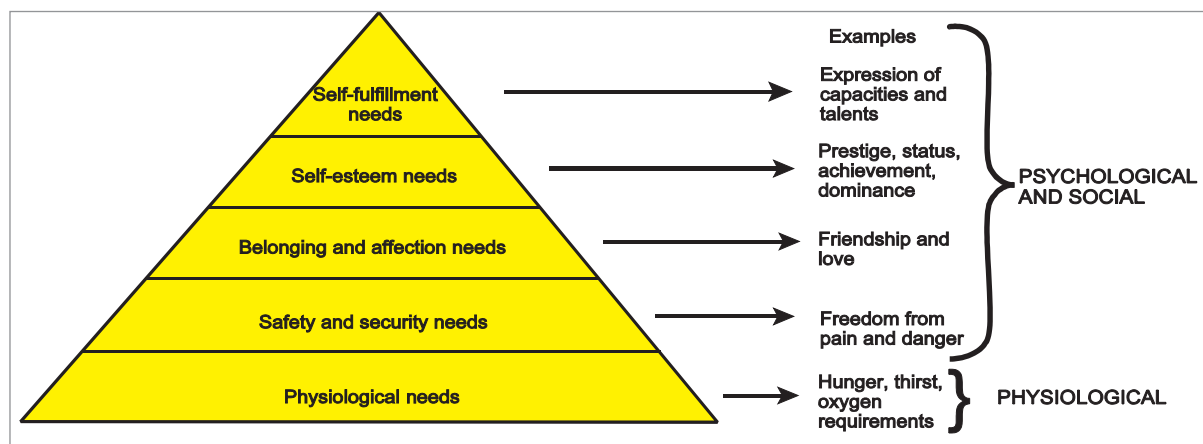 Examples
Self-fulfillment
needs
Expression of
capacities and
talents
Self-esteem needs
Prestige, status,
achievement,
dominance
PSYCHOLOGICAL
AND SOCIAL
Belonging and affection needs
Friendship and
love
Safety and security needs
Freedom from
pain and danger
Physiological needs
Hunger, thirst,
oxygen
requirements
PHYSIOLOGICAL